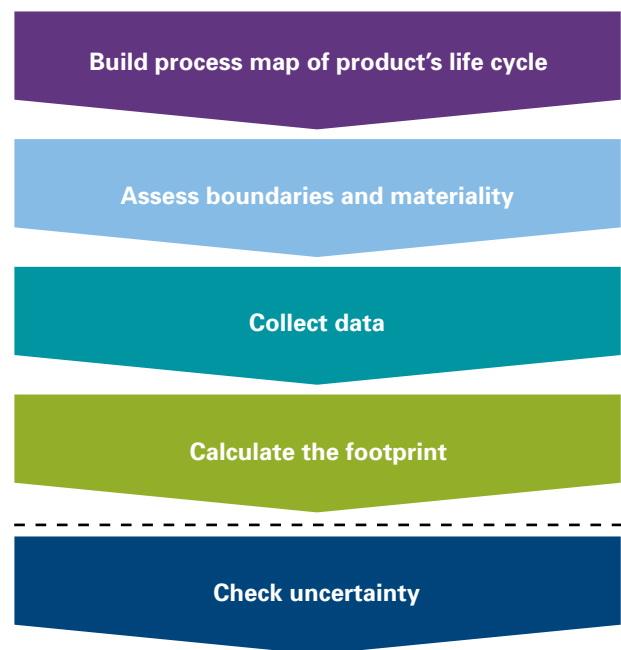 Build process map of product’s life cycle
Assess boundaries and materiality
Collect data
Calculate the footprint
Check uncertainty